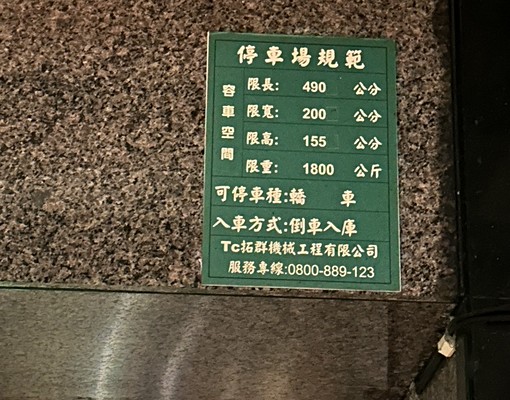 停車場規範
容車空間
限長: 490 公分
限寬: 200 公分
限高: 155 公分
限重: 1800 公斤
可停車種:轎 車
入車方式:倒車入庫
Tc拓群機械工程有限公司
服務專線:0800-889-123